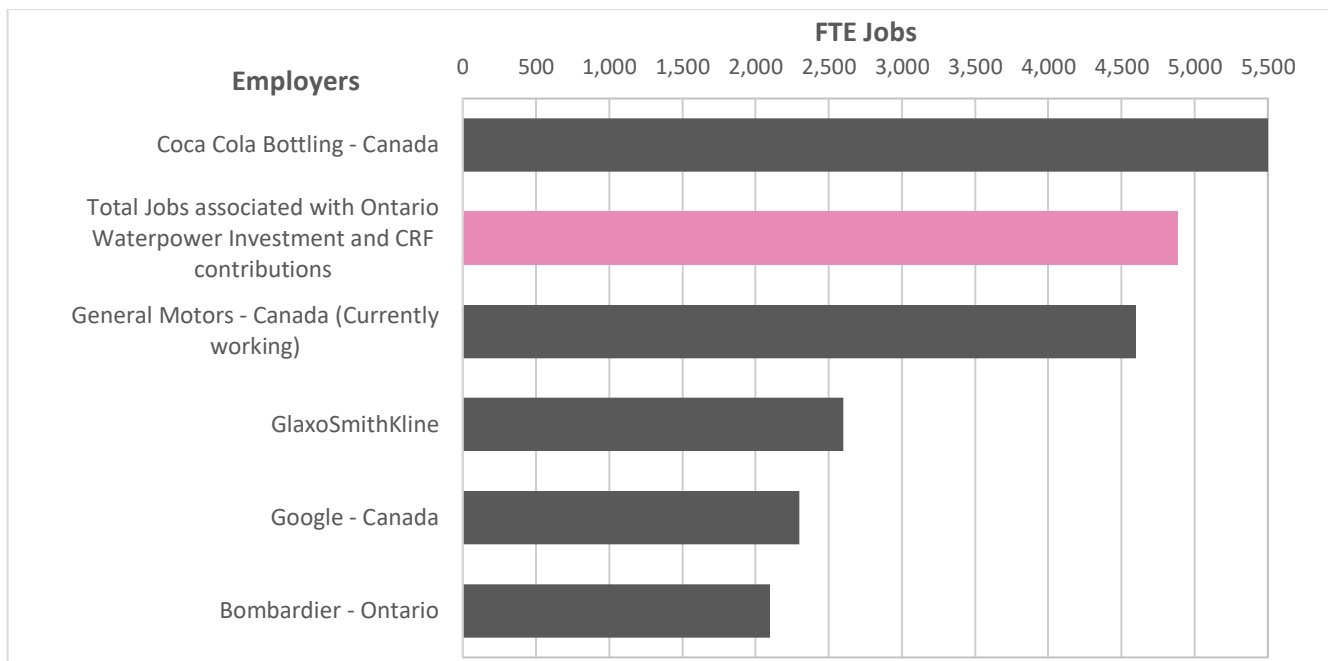 FTE Jobs
Employers
0 500 1,000 1,500 2,000 2,500 3,000 3,500 4,000 4,500 5,000 5,500
Coca Cola Bottling - Canada
Total Jobs associated with Ontario
Waterpower Investment and CRF
contributions
General Motors - Canada (Currently
working)
GlaxoSmithKline
Google - Canada
Bombardier - Ontario